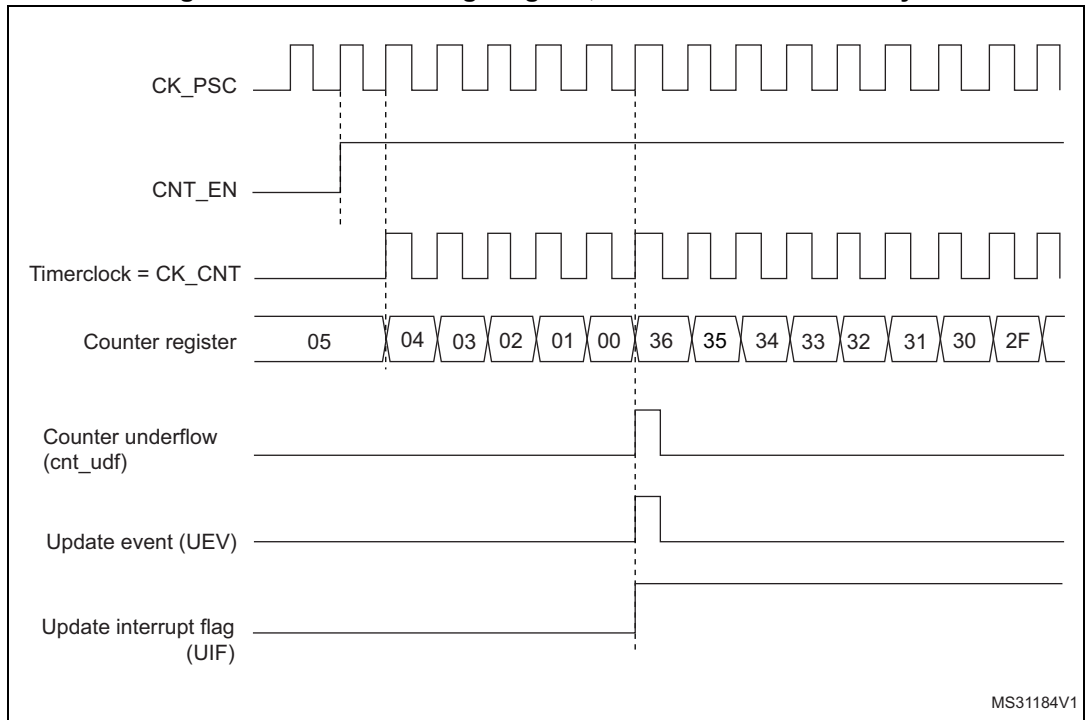 CK_PSC
CNT_EN
Timerclock = CK_CNT
Counter register 05 04 03 02 01 00 36 35 34 33 32 31 30 2F
Counter underflow
(cnt_udf)
Update event (UEV)
Update interrupt flag
(UIF)
MS31184V1